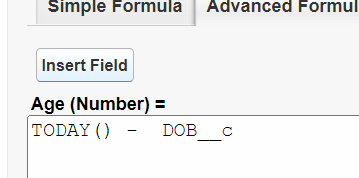 Simple Formula Advanced Formul
Insert Field
Age (Number) =
TODAY() - DOB__c